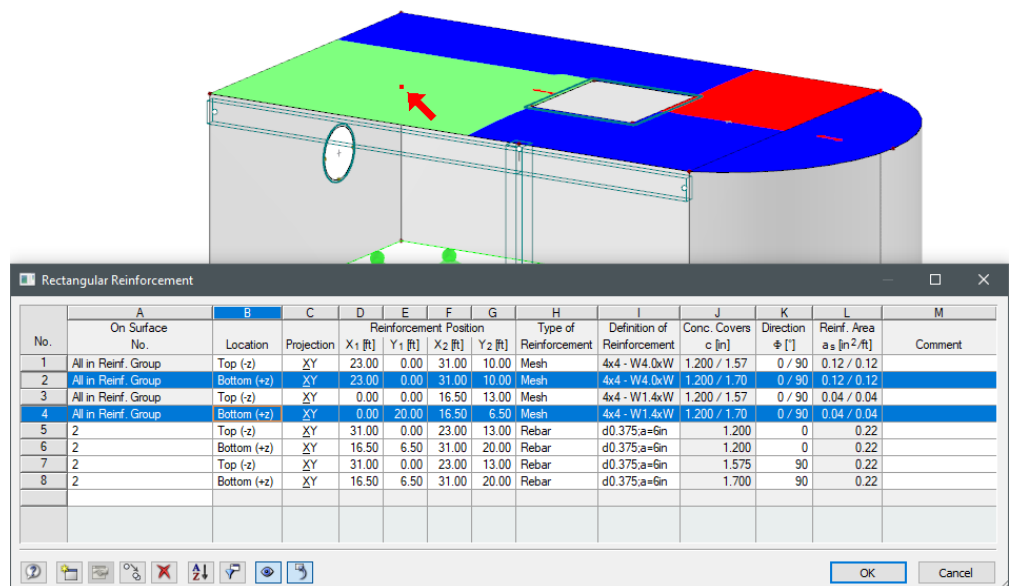 Rectangular Reinforcement
A B C D E F G H I J K L M
On Surface Reinforcement Position Type of Definition of Conc. Covers Direction Reinf. Area
No. No. Location Projection X1 [ft] Y1 [ft] X2 [ft] Y2 [ft] Reinforcement Reinforcement c [in] Φ [°] as [in²/ft] Comment
1 All in Reinf. Group Top (-z) XY 23.00 0.00 31.00 10.00 Mesh 4x4 - W4.0xW 1.200 / 1.57 0 / 90 0.12 / 0.12
2 All in Reinf. Group Bottom (+z) XY 23.00 0.00 31.00 10.00 Mesh 4x4 - W4.0xW 1.200 / 1.70 0 / 90 0.12 / 0.12
3 All in Reinf. Group Top (-z) XY 0.00 0.00 16.50 13.00 Mesh 4x4 - W1.4xW 1.200 / 1.57 0 / 90 0.04 / 0.04
4 All in Reinf. Group Bottom (+z) XY 0.00 20.00 16.50 6.50 Mesh 4x4 - W1.4xW 1.200 / 1.70 0 / 90 0.04 / 0.04
5 2 Top (-z) XY 31.00 0.00 23.00 13.00 Rebar d0.375;a=6in 1.200 0 0.22
6 2 Bottom (+z) XY 16.50 6.50 31.00 20.00 Rebar d0.375;a=6in 1.200 0 0.22
7 2 Top (-z) XY 31.00 0.00 23.00 13.00 Rebar d0.375;a=6in 1.575 90 0.22
8 2 Bottom (+z) XY 16.50 6.50 31.00 20.00 Rebar d0.375;a=6in 1.700 90 0.22
OK Cancel